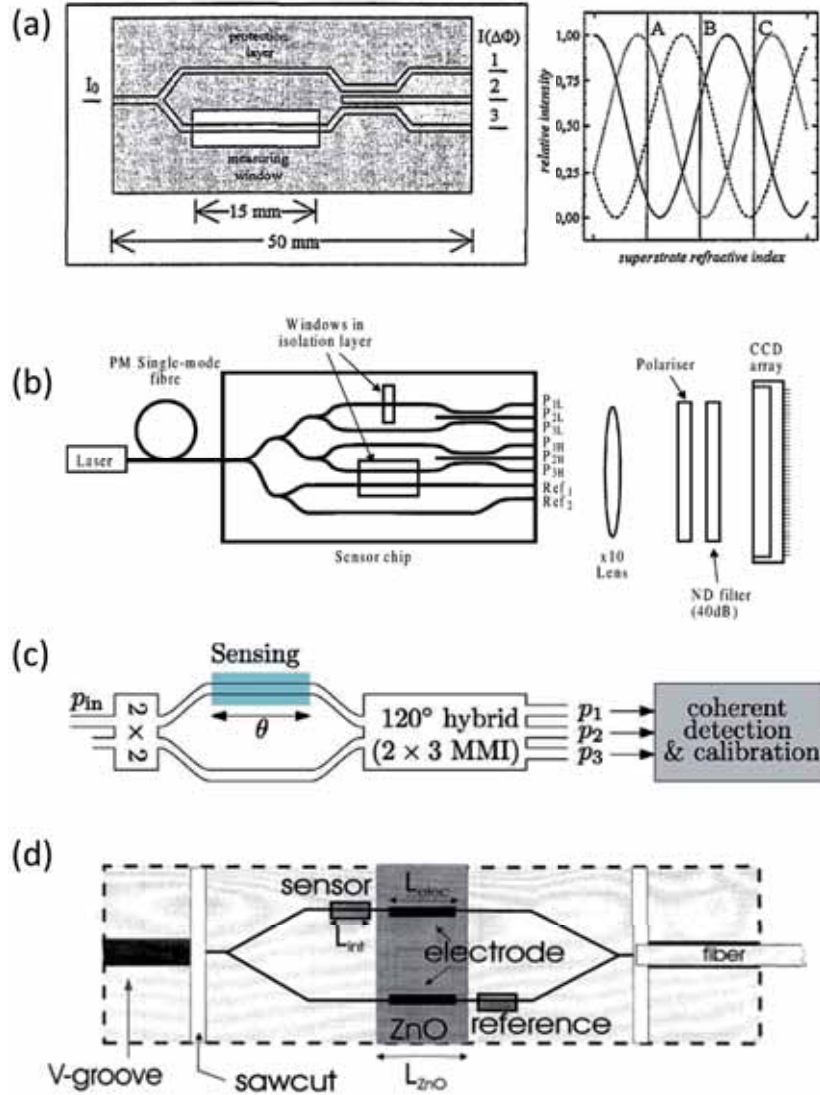 (a)
protection
layer
I₀
measuring
window
15 mm
50 mm
I(ΔΦ)
1
2
3
A
B
C
1,00
0,75
0,50
0,25
0,00
relative intensity
superstrate refractive index
(b)
PM Single-mode
fibre
Laser
Windows in
isolation layer
P1L
P2L
P3L
P1H
P2H
P3H
Ref1
Ref2
Sensor chip
x10
Lens
Polariser
ND filter
(40dB)
CCD
array
(c)
pin
2 × 2
Sensing
θ
120° hybrid
(2 × 3 MMI)
p1
p2
p3
coherent
detection
& calibration
(d)
sensor
Lint
Lelec
electrode
ZnO
reference
fiber
V-groove
sawcut
LZnO